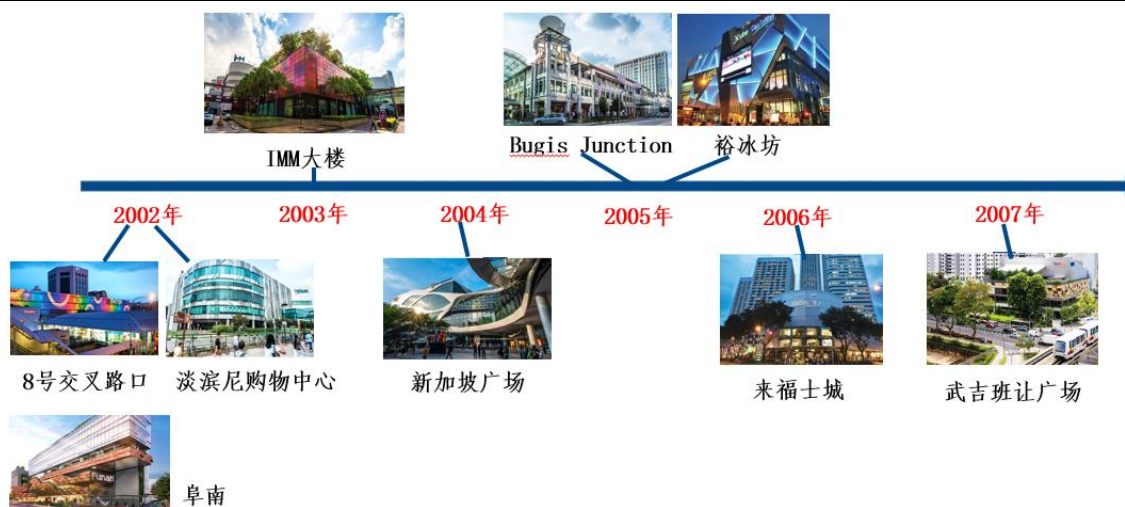 IMM大楼
Bugis Junction
裕冰坊
2002年
2003年
2004年
2005年
2006年
2007年
8号交叉路口
淡滨尼购物中心
新加坡广场
来福士城
武吉班让广场
Funan
阜南